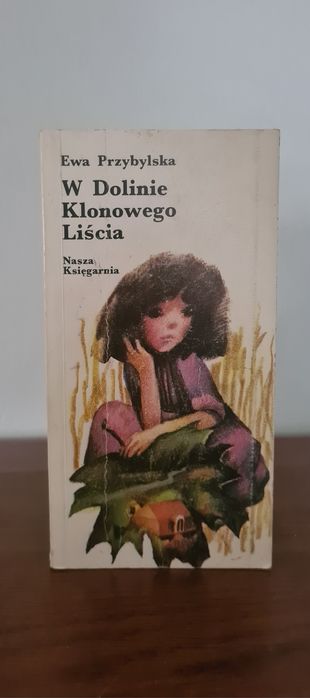 Ewa Przybylska
W Dolinie
Klonowego
Liścia
Nasza
Księgarnia